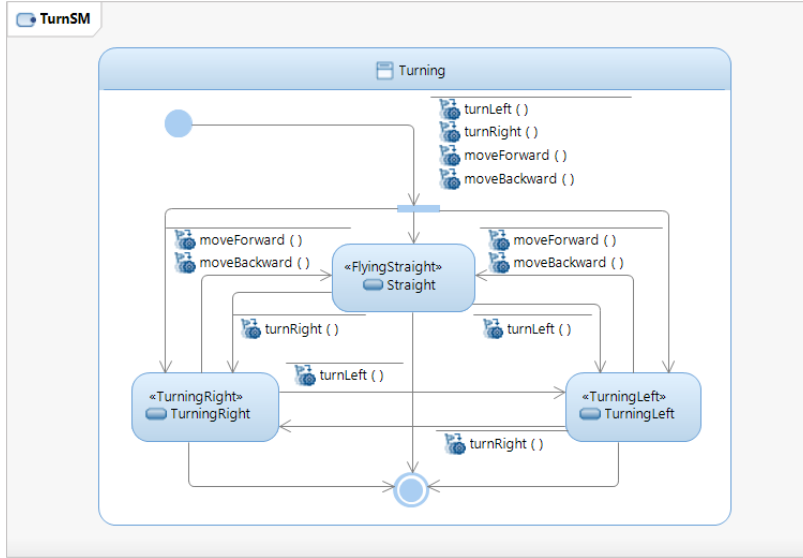 TurnSM
Turning
turnLeft ( )
turnRight ( )
moveForward ( )
moveBackward ( )
moveForward ( )
moveBackward ( )
moveForward ( )
moveBackward ( )
«FlyingStraight»
Straight
turnRight ( )
turnLeft ( )
turnLeft ( )
«TurningRight»
TurningRight
«TurningLeft»
TurningLeft
turnRight ( )